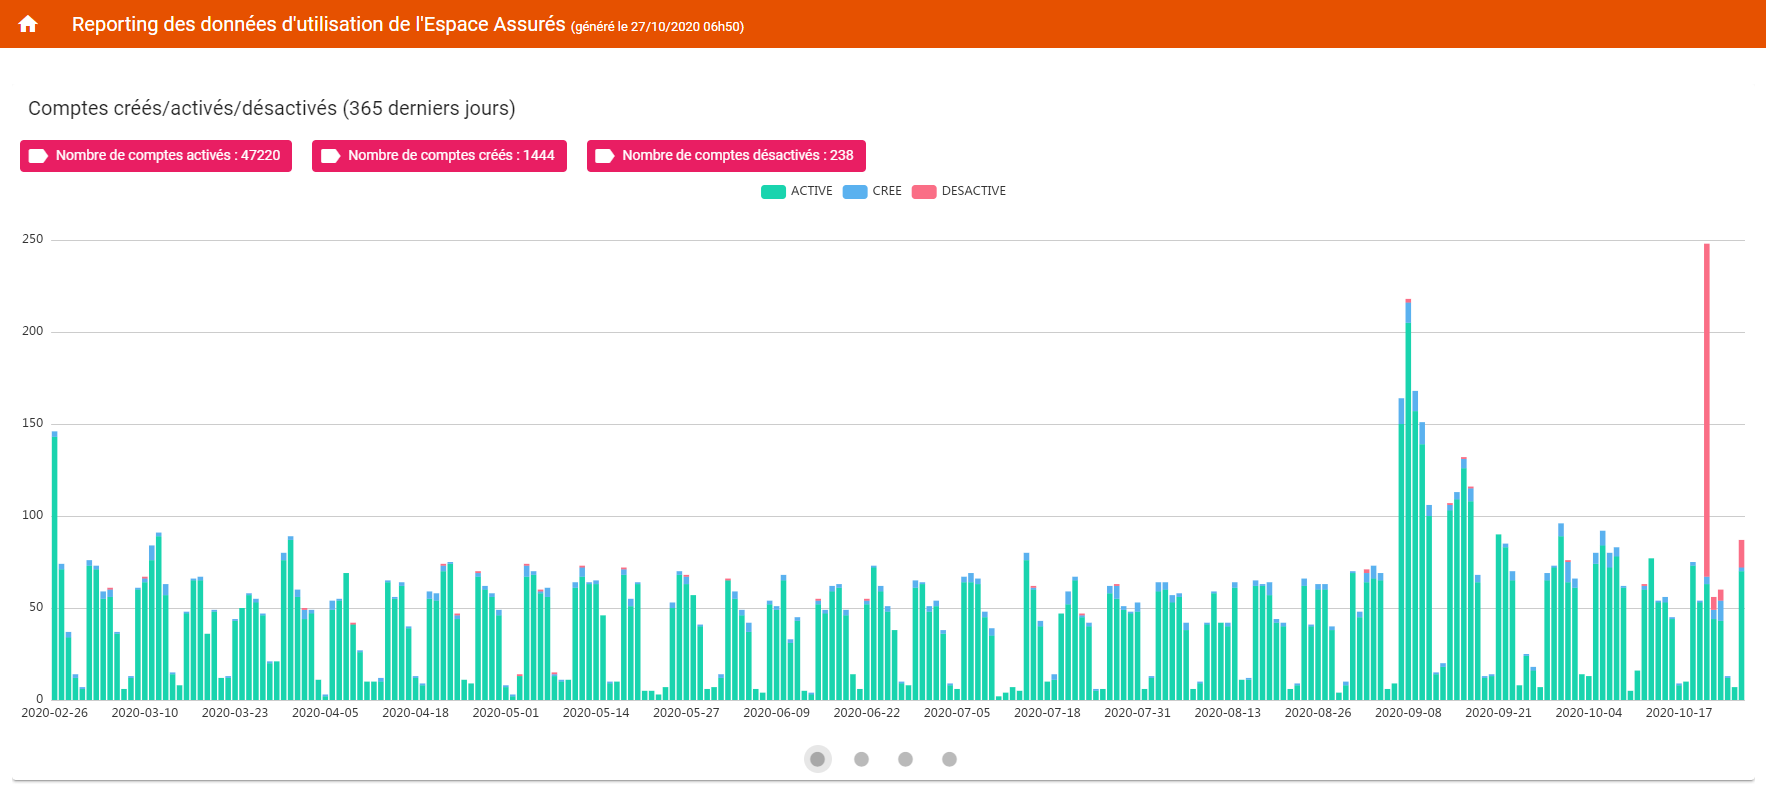 Reporting des données d'utilisation de l'Espace Assurés (généré le 27/10/2020 06h50)
Comptes créés/activés/désactivés (365 derniers jours)
Nombre de comptes activés : 47220 Nombre de comptes créés : 1444 Nombre de comptes désactivés : 238
ACTIVE CREE DESACTIVE
250
200
150
100
50
0
2020-02-26 2020-03-10 2020-03-23 2020-04-05 2020-04-18 2020-05-01 2020-05-14 2020-05-27 2020-06-09 2020-06-22 2020-07-05 2020-07-18 2020-07-31 2020-08-13 2020-08-26 2020-09-08 2020-09-21 2020-10-04 2020-10-17